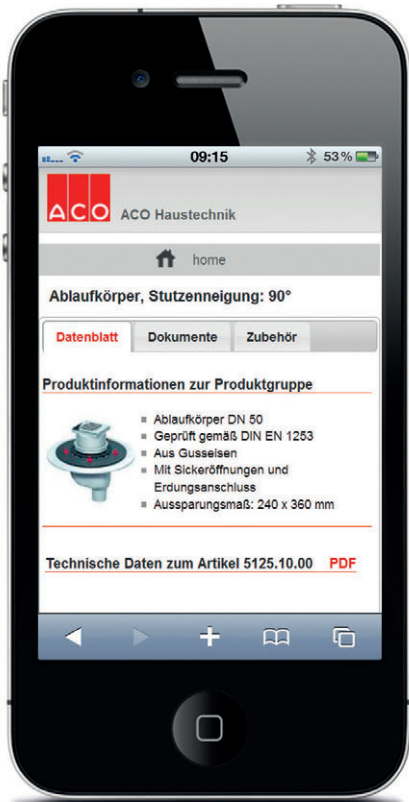 09:15 53 %
ACO ACO Haustechnik
home
Ablaufkörper, Stutzenneigung: 90°
Datenblatt Dokumente Zubehör
Produktinformationen zur Produktgruppe
Ablaufkörper DN 50
Geprüft gemäß DIN EN 1253
Aus Gusseisen
Mit Sickeröffnungen und
Erdungsanschluss
Aussparungsmaß: 240 x 360 mm
Technische Daten zum Artikel 5125.10.00 PDF